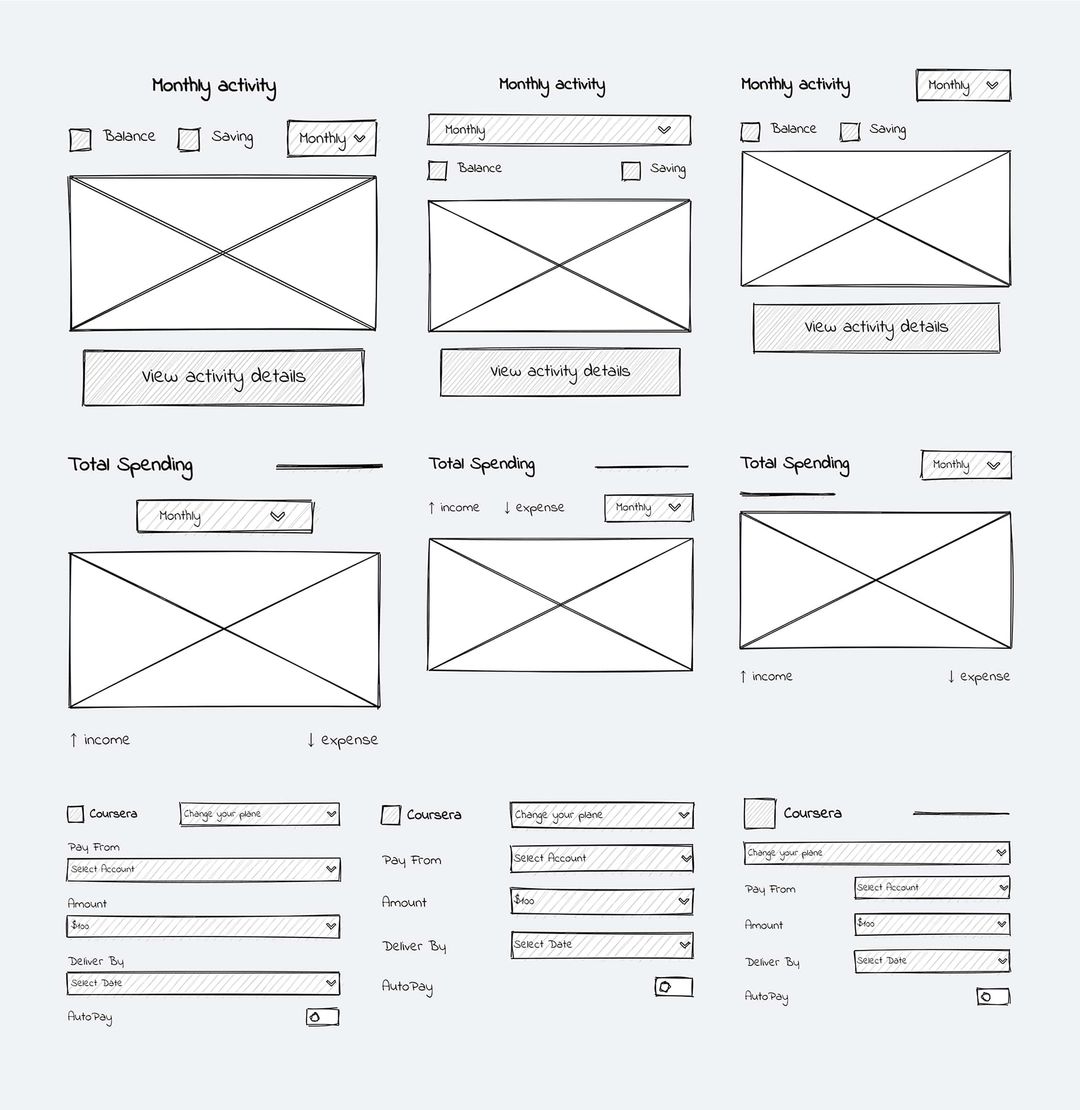 Monthly activity
Balance Saving Monthly
View activity details
Monthly activity
Monthly
Balance Saving
View activity details
Monthly activity Monthly
Balance Saving
View activity details
Total Spending
Monthly
↑ income ↓ expense
Total Spending
↑ income ↓ expense Monthly
Total Spending Monthly
↑ income ↓ expense
Coursera Change your plane
Pay From
Select Account
Amount
$100
Deliver By
Select Date
AutoPay
Coursera Change your plane
Pay From Select Account
Amount $100
Deliver By Select Date
AutoPay
Coursera
Change your plane
Pay From Select Account
Amount $100
Deliver By Select Date
AutoPay